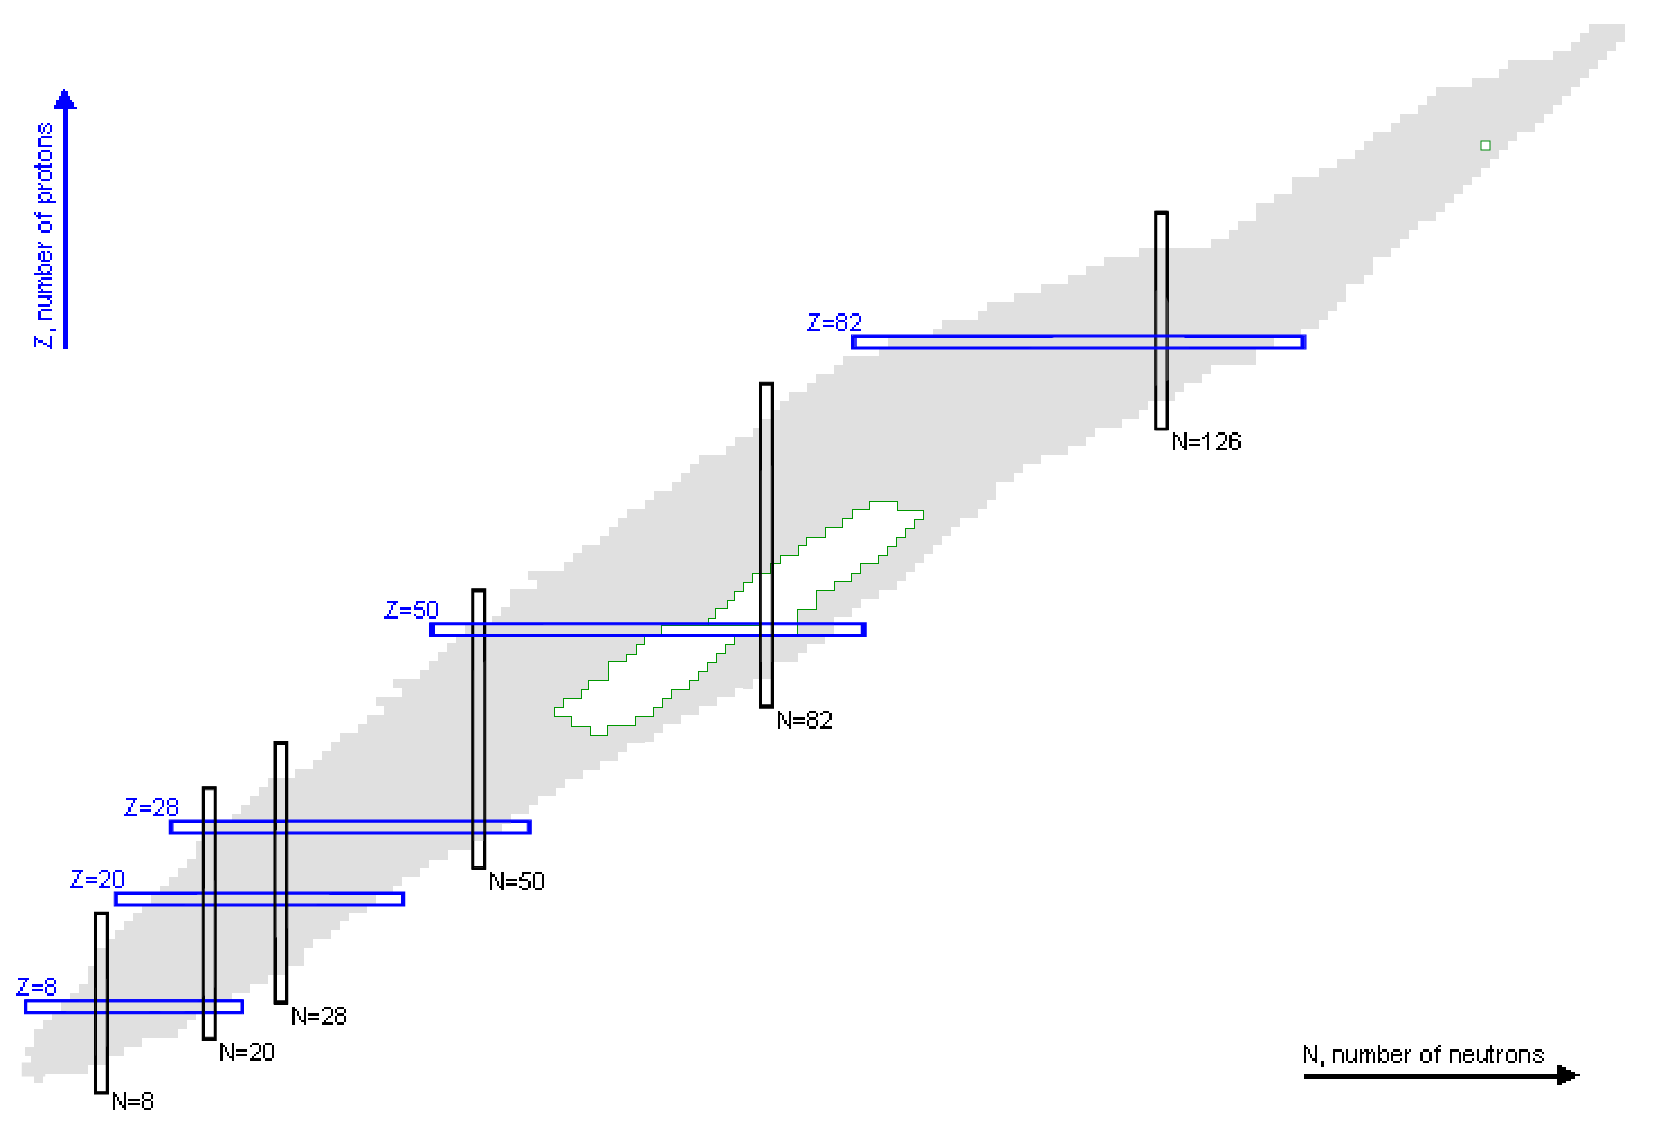 Z, number of protons
Z=82
N=126
Z=50
N=82
Z=28
Z=20
N=50
Z=8
N=28
N=20
N, number of neutrons
N=8